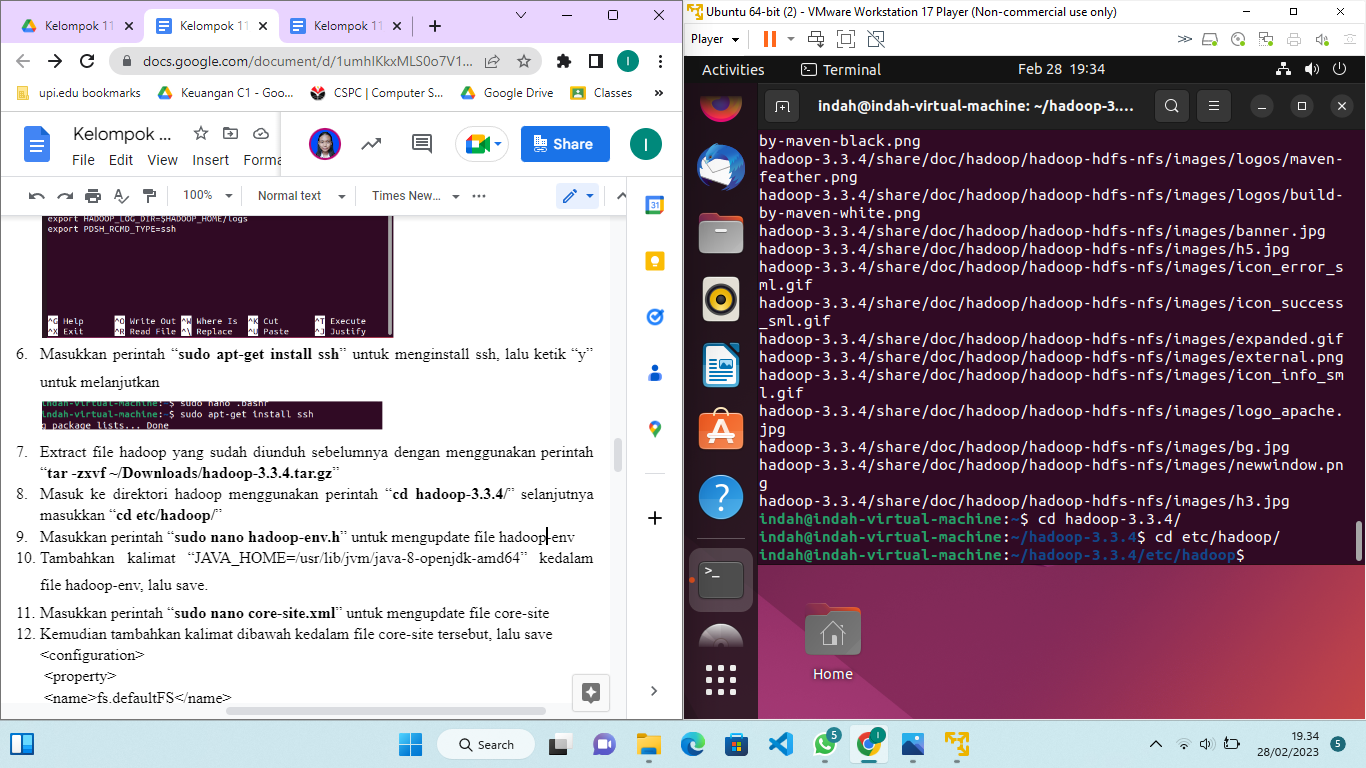 Kelompok 11
Kelompok 11
Kelompok 11
docs.google.com/document/d/1umhIKkxMLS0o7V1...
I
upi.edu bookmarks
Keuangan C1 - Goo...
CSPC | Computer S...
Google Drive
Classes
Kelompok ...
File Edit View Insert Forma
Share
I
100%
Normal text
Times New...
31
export HADOOP_LOG_DIR=$HADOOP_HOME/logs
export PDSH_RCMD_TYPE=ssh
^G Help ^O Write Out ^W Where Is ^K Cut ^T Execute
^X Exit ^R Read File ^\ Replace ^U Paste ^J Justify
6. Masukkan perintah “sudo apt-get install ssh” untuk menginstall ssh, lalu ketik “y”
untuk melanjutkan
indah-virtual-machine:~$ sudo nano .bashr
indah-virtual-machine:~$ sudo apt-get install ssh
g package lists... Done
7. Extract file hadoop yang sudah diunduh sebelumnya dengan menggunakan perintah
“tar -zxvf ~/Downloads/hadoop-3.3.4.tar.gz”
8. Masuk ke direktori hadoop menggunakan perintah “cd hadoop-3.3.4/” selanjutnya
masukkan “cd etc/hadoop/”
9. Masukkan perintah “sudo nano hadoop-env.h” untuk mengupdate file hadoop-env
10. Tambahkan kalimat “JAVA_HOME=/usr/lib/jvm/java-8-openjdk-amd64” kedalam
file hadoop-env, lalu save.
11. Masukkan perintah “sudo nano core-site.xml” untuk mengupdate file core-site
12. Kemudian tambahkan kalimat dibawah kedalam file core-site tersebut, lalu save
<configuration>
<property>
<name>fs.defaultFS</name>
Ubuntu 64-bit (2) - VMware Workstation 17 Player (Non-commercial use only)
Player
Activities
Terminal
Feb 28 19:34
indah@indah-virtual-machine: ~/hadoop-3....
by-maven-black.png
hadoop-3.3.4/share/doc/hadoop/hadoop-hdfs-nfs/images/logos/maven-
feather.png
hadoop-3.3.4/share/doc/hadoop/hadoop-hdfs-nfs/images/logos/build-
by-maven-white.png
hadoop-3.3.4/share/doc/hadoop/hadoop-hdfs-nfs/images/banner.jpg
hadoop-3.3.4/share/doc/hadoop/hadoop-hdfs-nfs/images/h5.jpg
hadoop-3.3.4/share/doc/hadoop/hadoop-hdfs-nfs/images/icon_error_s
ml.gif
hadoop-3.3.4/share/doc/hadoop/hadoop-hdfs-nfs/images/icon_success
_sml.gif
hadoop-3.3.4/share/doc/hadoop/hadoop-hdfs-nfs/images/expanded.gif
hadoop-3.3.4/share/doc/hadoop/hadoop-hdfs-nfs/images/external.png
hadoop-3.3.4/share/doc/hadoop/hadoop-hdfs-nfs/images/icon_info_sm
l.gif
hadoop-3.3.4/share/doc/hadoop/hadoop-hdfs-nfs/images/logo_apache.
jpg
hadoop-3.3.4/share/doc/hadoop/hadoop-hdfs-nfs/images/bg.jpg
hadoop-3.3.4/share/doc/hadoop/hadoop-hdfs-nfs/images/newwindow.pn
g
hadoop-3.3.4/share/doc/hadoop/hadoop-hdfs-nfs/images/h3.jpg
indah@indah-virtual-machine:~$ cd hadoop-3.3.4/
indah@indah-virtual-machine:~/hadoop-3.3.4$ cd etc/hadoop/
indah@indah-virtual-machine:~/hadoop-3.3.4/etc/hadoop$
Home
Search
5
I
19.34
28/02/2023
5